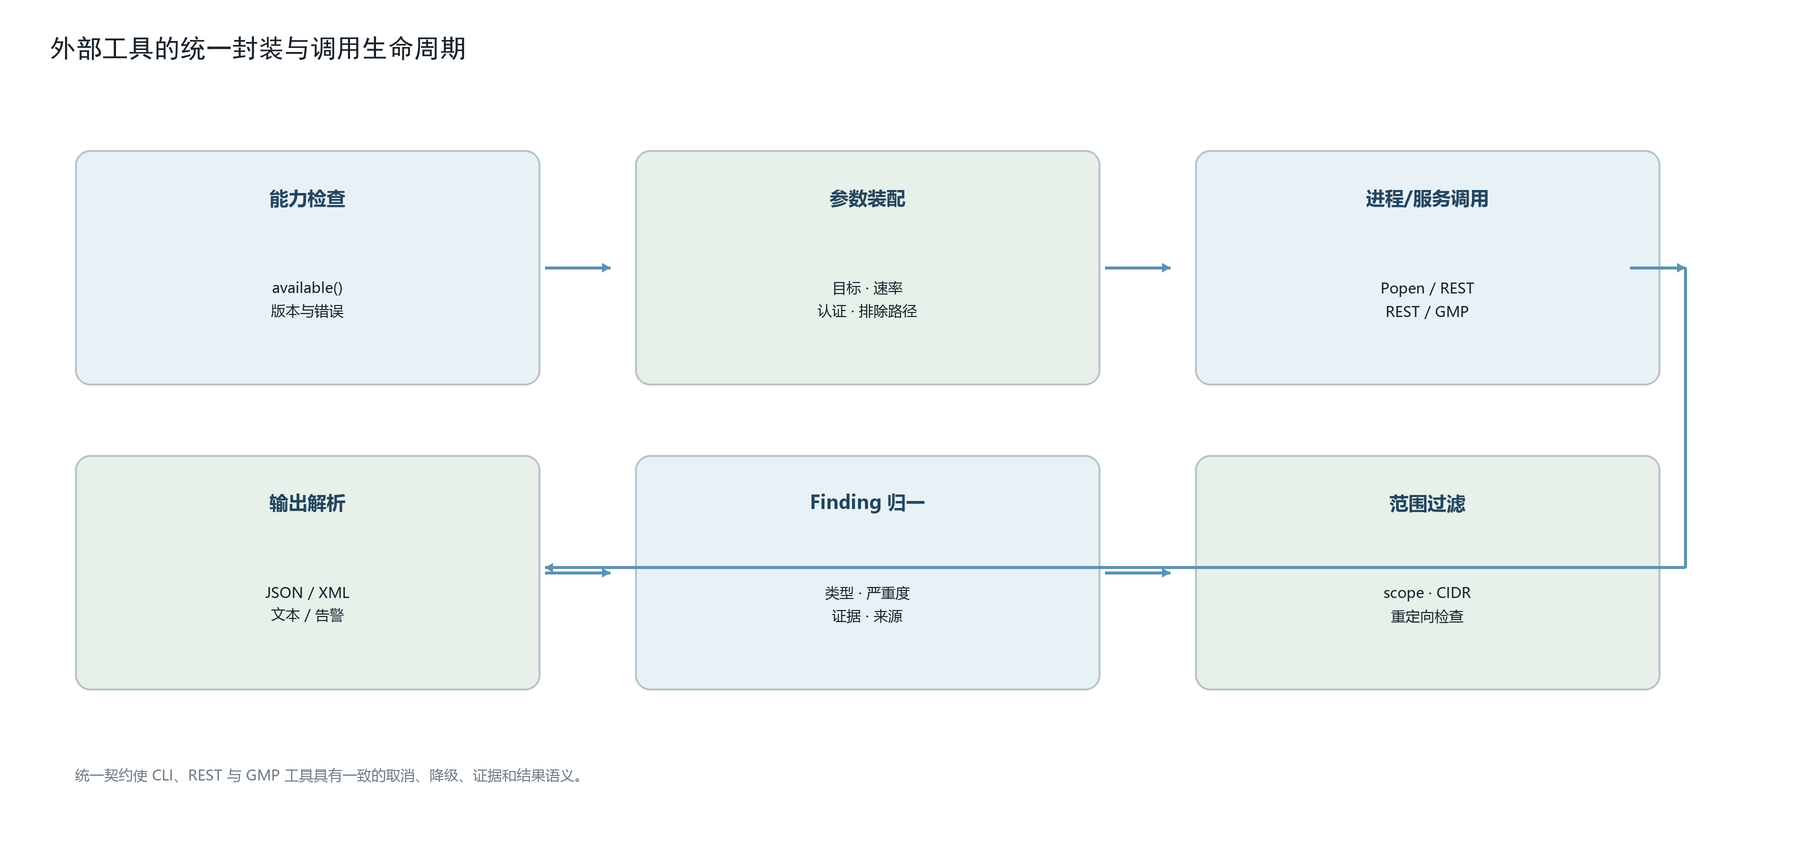 外部工具的统一封装与调用生命周期
能力检查
available()
版本与错误
参数装配
目标 · 速率
认证 · 排除路径
进程/服务调用
Popen / REST
REST / GMP
输出解析
JSON / XML
文本 / 告警
Finding 归一
类型 · 严重度
证据 · 来源
范围过滤
scope · CIDR
重定向检查
统一契约使 CLI、REST 与 GMP 工具具有一致的取消、降级、证据和结果语义。